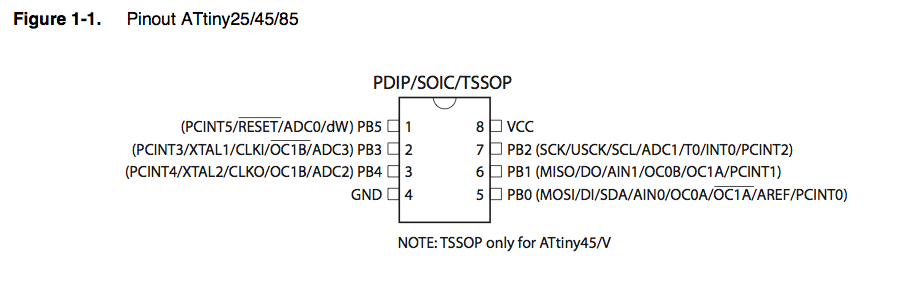 Figure 1-1. Pinout ATtiny25/45/85
PDIP/SOIC/TSSOP
(PCINT5/RESET/ADC0/dW) PB5 1 8 VCC
(PCINT3/XTAL1/CLKI/OC1B/ADC3) PB3 2 7 PB2 (SCK/USCK/SCL/ADC1/T0/INT0/PCINT2)
(PCINT4/XTAL2/CLKO/OC1B/ADC2) PB4 3 6 PB1 (MISO/DO/AIN1/OC0B/OC1A/PCINT1)
GND 4 5 PB0 (MOSI/DI/SDA/AIN0/OC0A/OC1A/AREF/PCINT0)
NOTE: TSSOP only for ATtiny45/V